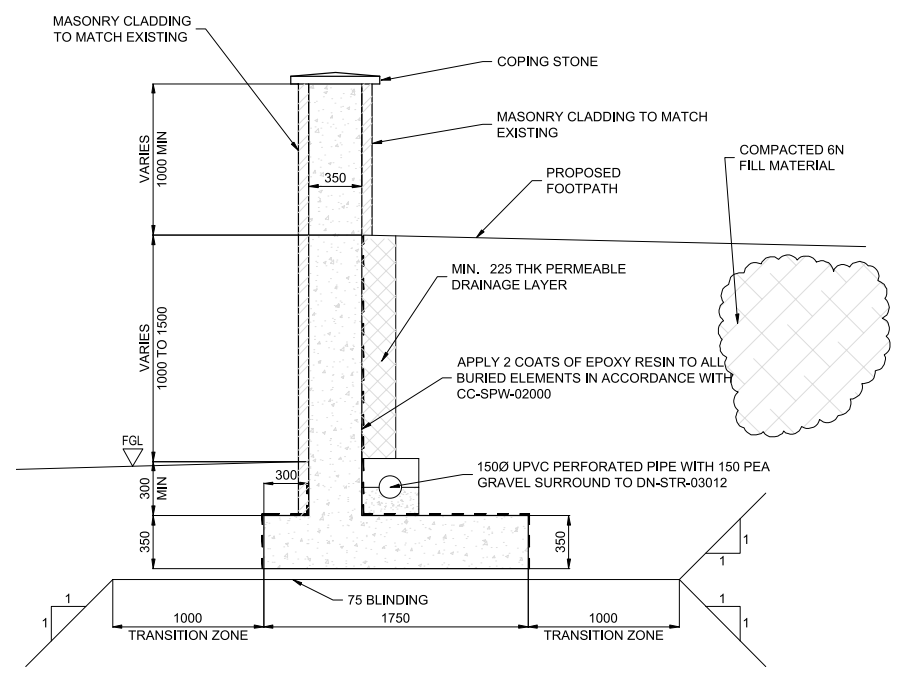 MASONRY CLADDING
TO MATCH EXISTING
COPING STONE
MASONRY CLADDING TO MATCH
EXISTING
COMPACTED 6N
FILL MATERIAL
VARIES
1000 MIN
350
PROPOSED
FOOTPATH
MIN. 225 THK PERMEABLE
DRAINAGE LAYER
VARIES
1000 TO 1500
APPLY 2 COATS OF EPOXY RESIN TO ALL
BURIED ELEMENTS IN ACCORDANCE WITH
CC-SPW-02000
FGL
300
MIN
300
150Ø UPVC PERFORATED PIPE WITH 150 PEA
GRAVEL SURROUND TO DN-STR-03012
350
350
1
1
75 BLINDING
1
1
1000
TRANSITION ZONE
1750
1000
TRANSITION ZONE
1
1